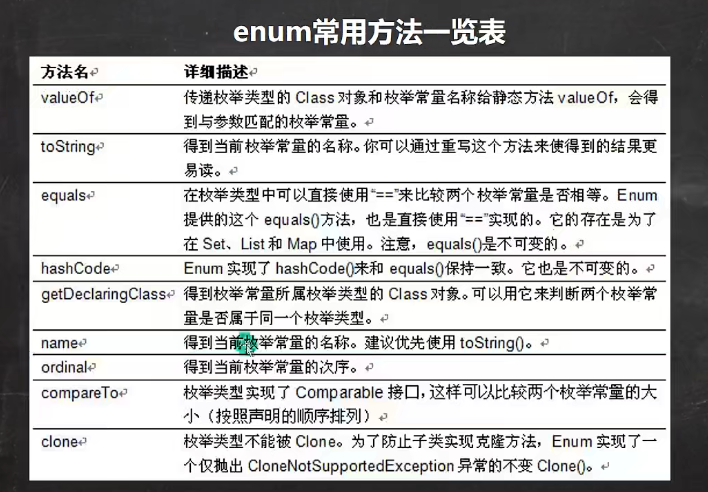 enum常用方法一览表
方法名↵ 详细描述↵
valueOf↵ 传递枚举类型的 Class 对象和枚举常量名称给静态方法 valueOf，会得
到与参数匹配的枚举常量。↵
toString↵ 得到当前枚举常量的名称。你可以通过重写这个方法来使得到的结果更
易读。↵
equals↵ 在枚举类型中可以直接使用“==”来比较两个枚举常量是否相等。Enum
提供的这个 equals()方法，也是直接使用“==”实现的。它的存在是为了
在 Set、List 和 Map 中使用。注意，equals()是不可变的。↵
hashCode↵ Enum 实现了 hashCode()来和 equals()保持一致。它也是不可变的。↵
getDeclaringClass↵ 得到枚举常量所属枚举类型的 Class 对象。可以用它来判断两个枚举常
量是否属于同一个枚举类型。↵
name↵ 得到当前枚举常量的名称。建议优先使用 toString()。↵
ordinal↵ 得到当前枚举常量的次序。↵
compareTo↵ 枚举类型实现了 Comparable 接口，这样可以比较两个枚举常量的大
小（按照声明的顺序排列）↵
clone↵ 枚举类型不能被 Clone。为了防止子类实现克隆方法，Enum 实现了一
个仅抛出 CloneNotSupportedException 异常的不变 Clone()。↵